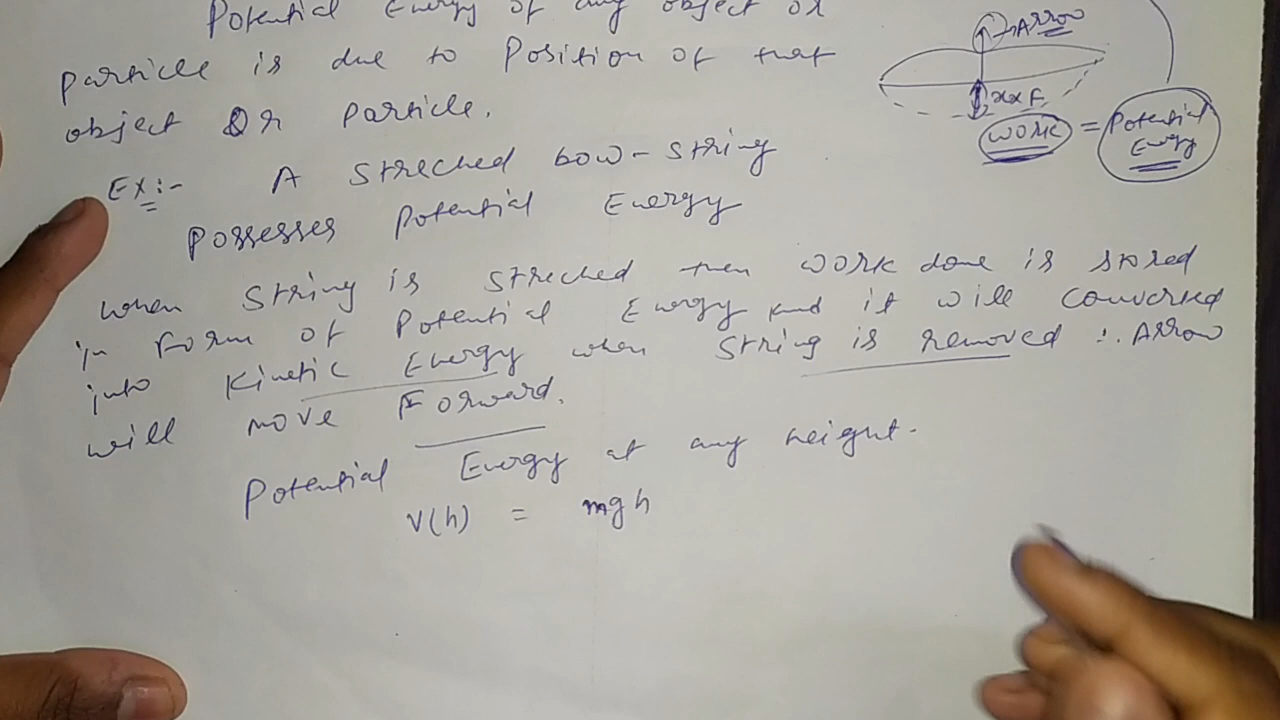 Potential Energy of any object or
particle is due to position of that
object Or particle.
Ex:- A streched bow-string
possesses potential Energy
when string is streched then work done is stored
in form of potential Energy and it will converted
into kinetic Energy when string is removed ∴ Arrow
will move Forward.
Potential Energy at any height.
V(h) = mgh
→ Arrow
x x F
work = Potential
Energy